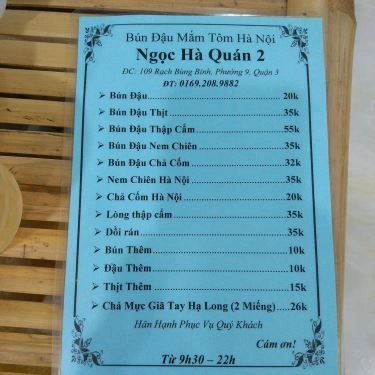 Bún Đậu Mắm Tôm Hà Nội
Ngọc Hà Quán 2
ĐC: 109 Rạch Bùng Binh, Phường 9, Quận 3
ĐT: 0169.208.9882
➢ Bún Đậu..............................20k
➢ Bún Đậu Thịt..............................35k
➢ Bún Đậu Thập Cẩm..............................55k
➢ Bún Đậu Nem Chiên..............................35k
➢ Bún Đậu Chả Cốm..............................32k
➢ Nem Chiên Hà Nội..............................35k
➢ Chả Cốm Hà Nội..............................20k
➢ Lòng thập cẩm..............................35k
➢ Dồi rán..............................35k
➢ Bún Thêm..............................10k
➢ Đậu Thêm..............................10k
➢ Thịt Thêm..............................15k
➢ Chả Mực Giã Tay Hạ Long (2 Miếng).....26k
Hân Hạnh Phục Vụ Quý Khách
Cám ơn!
Từ 9h30 – 22h